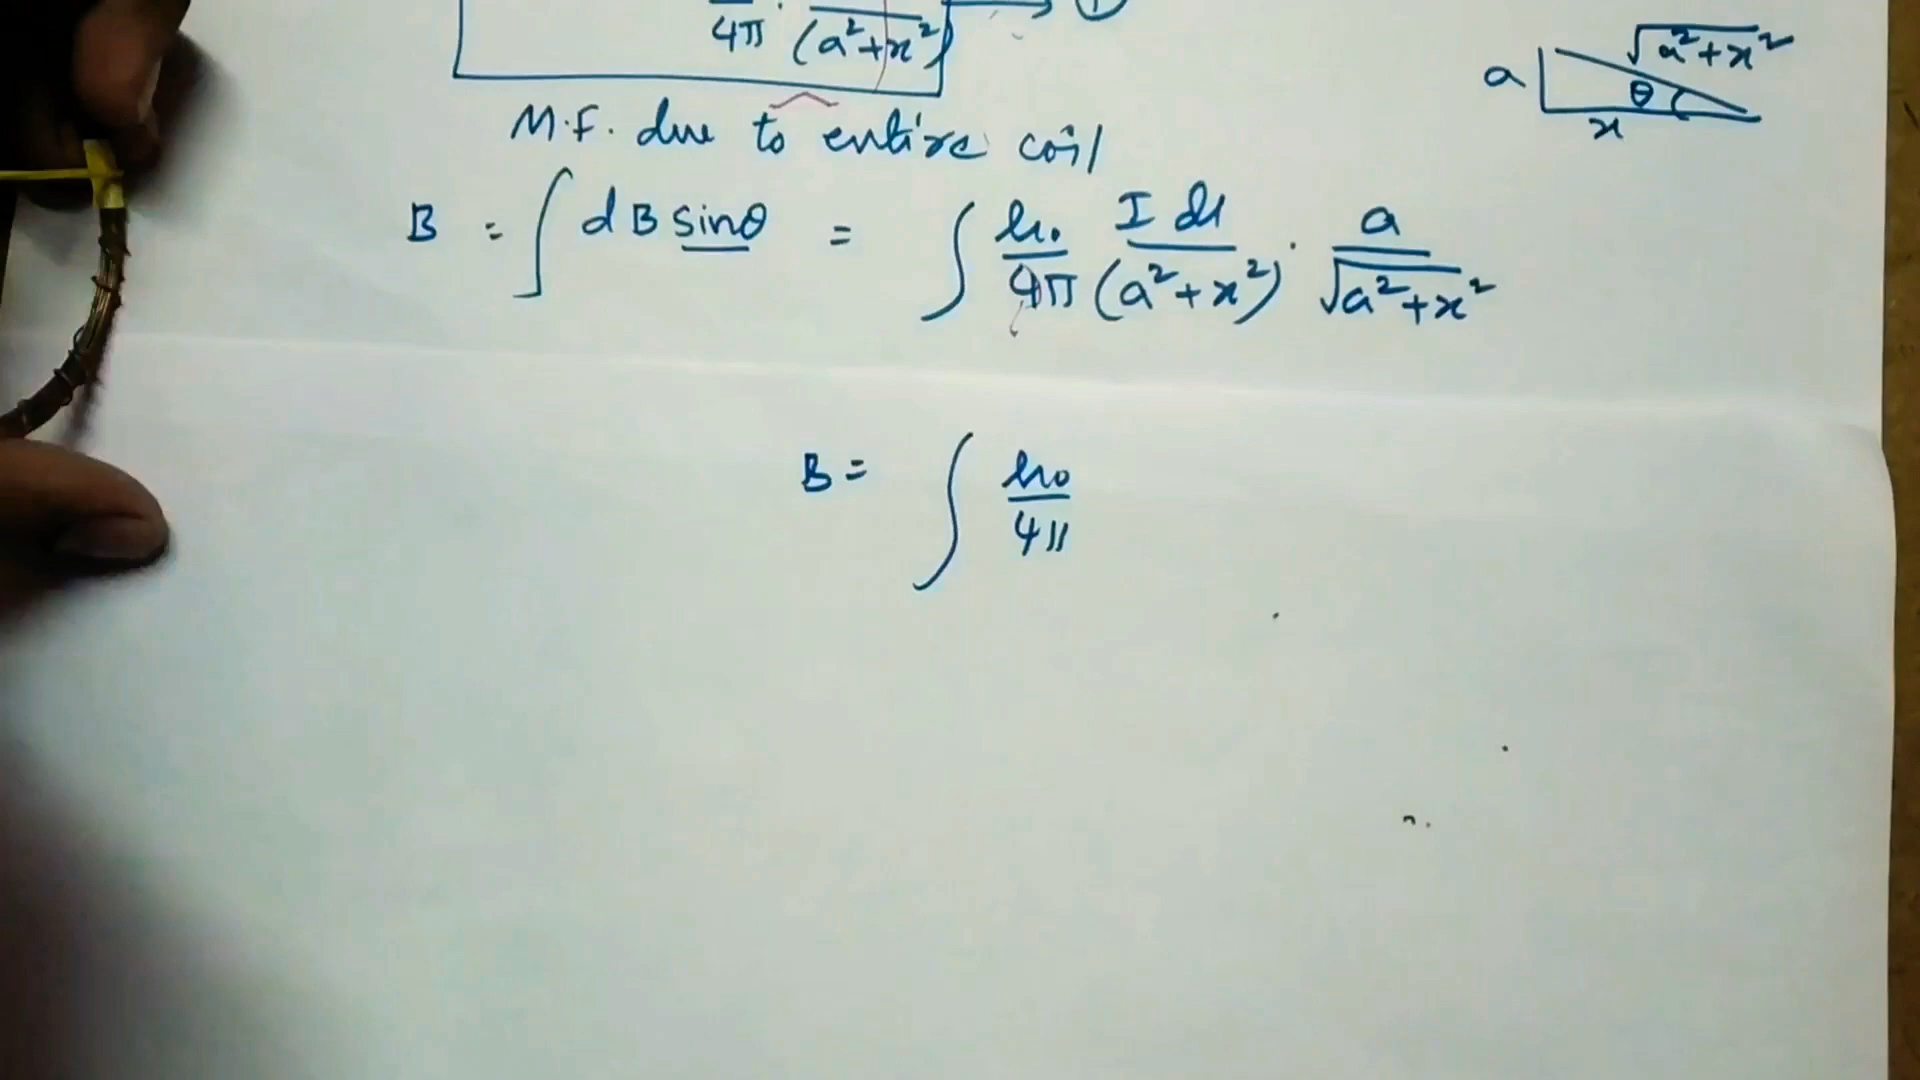 4π · (a²+x²) → 1
√a²+x²
a θ
x
M.F. due to entire coil
B = ∫ dB sinθ = ∫ μ₀/4π I dl/(a²+x²) · a/√a²+x²
B = ∫ μ₀/4π